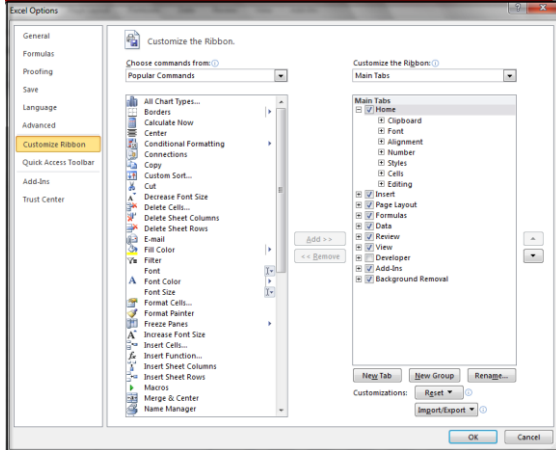 Excel Options
General
Formulas
Proofing
Save
Language
Advanced
Customize Ribbon
Quick Access Toolbar
Add-Ins
Trust Center
Customize the Ribbon.
Choose commands from:
Popular Commands
All Chart Types...
Borders
Calculate Now
Center
Conditional Formatting
Connections
Copy
Custom Sort...
Cut
Decrease Font Size
Delete Cells...
Delete Sheet Columns
Delete Sheet Rows
E-mail
Fill Color
Filter
Font
Font Color
Font Size
Format Cells...
Format Painter
Freeze Panes
Increase Font Size
Insert Cells...
Insert Function...
Insert Sheet Columns
Insert Sheet Rows
Macros
Merge & Center
Name Manager
Add >>
<< Remove
Customize the Ribbon:
Main Tabs
Main Tabs
Home
Clipboard
Font
Alignment
Number
Styles
Cells
Editing
Insert
Page Layout
Formulas
Data
Review
View
Developer
Add-Ins
Background Removal
New Tab
New Group
Rename...
Customizations:
Reset
Import/Export
OK
Cancel